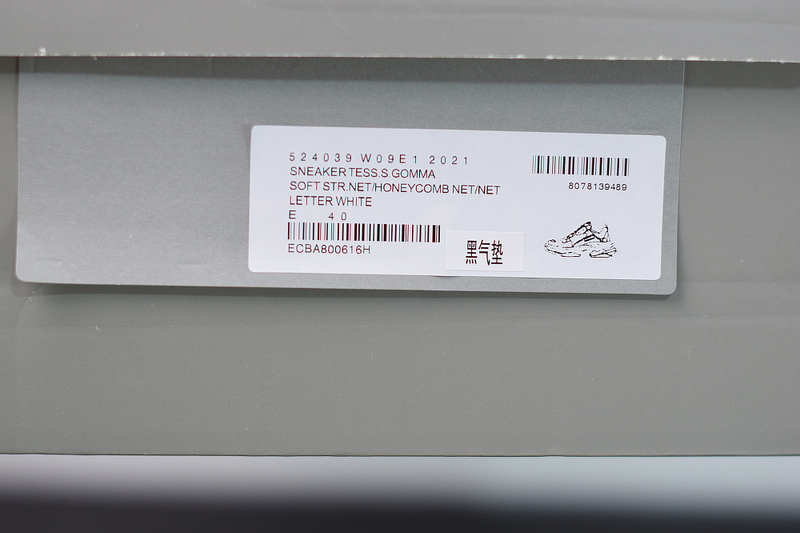 524039 W09E1 2021
SNEAKER TESS.S.GOMMA
SOFT STR.NET/HONEYCOMB NET/NET
LETTER WHITE
E 40
ECBA800616H
8078139489
黑气垫